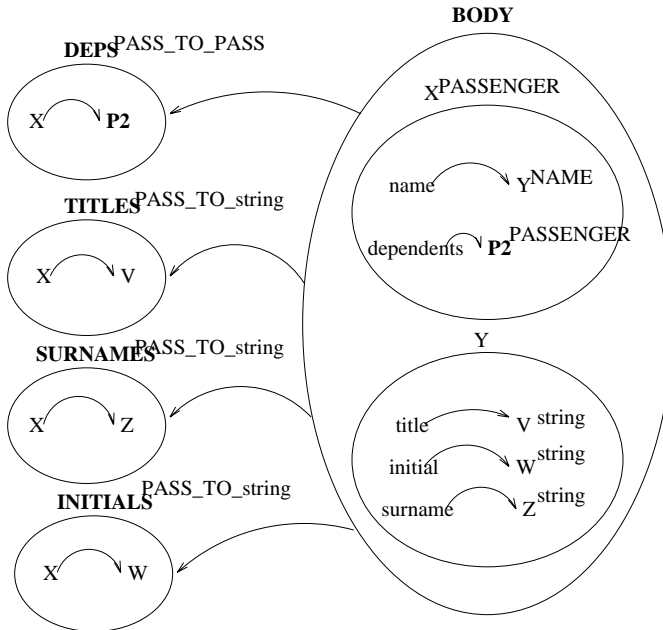 BODY
DEPS PASS_TO_PASS
X P2
X PASSENGER
name Y NAME
dependents P2 PASSENGER
TITLES PASS_TO_string
X V
Y
SURNAMES PASS_TO_string
X Z
title V string
initial W string
surname Z string
INITIALS PASS_TO_string
X W